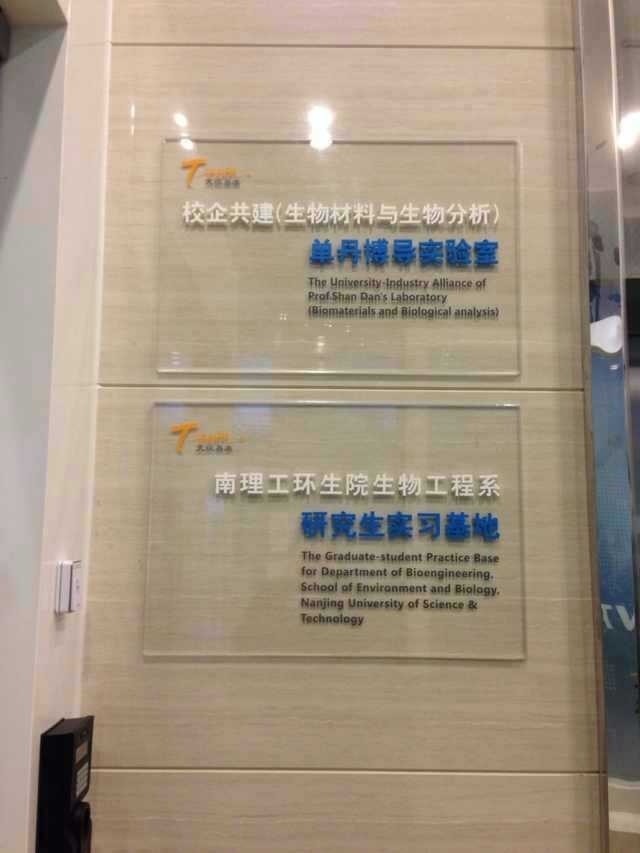 校企共建(生物材料与生物分析)
单丹博导实验室
The University-Industry Alliance of
Prof.Shan Dan's Laboratory
(Biomaterials and Biological analysis)
南理工环生院生物工程系
研究生实习基地
The Graduate-student Practice Base
for Department of Bioengineering,
School of Environment and Biology,
Nanjing University of Science &
Technology